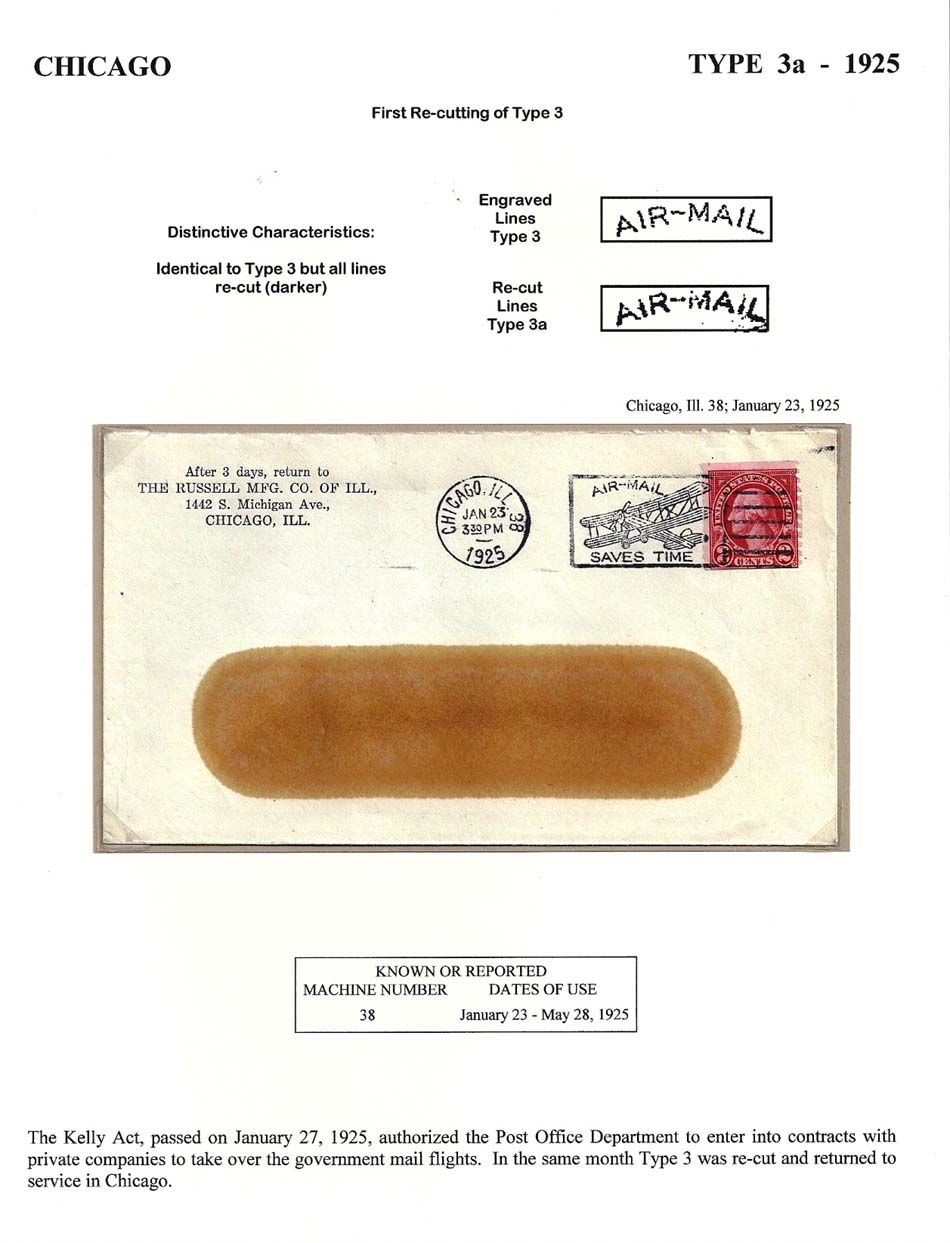 CHICAGO
TYPE 3a - 1925
First Re-cutting of Type 3
Distinctive Characteristics:
Identical to Type 3 but all lines
re-cut (darker)
Engraved
Lines
Type 3
AIR-MAIL
Re-cut
Lines
Type 3a
AIR-MAIL
Chicago, Ill. 38; January 23, 1925
After 3 days, return to
THE RUSSELL MFG. CO. OF ILL.,
1442 S. Michigan Ave.,
CHICAGO, ILL.
CHICAGO, ILL. 38
JAN 23
3 30 PM
1925
AIR-MAIL
SAVES TIME
UNITED STATES POSTAGE
2 CENTS 2
KNOWN OR REPORTED
MACHINE NUMBER DATES OF USE
38 January 23 - May 28, 1925
The Kelly Act, passed on January 27, 1925, authorized the Post Office Department to enter into contracts with
private companies to take over the government mail flights. In the same month Type 3 was re-cut and returned to
service in Chicago.